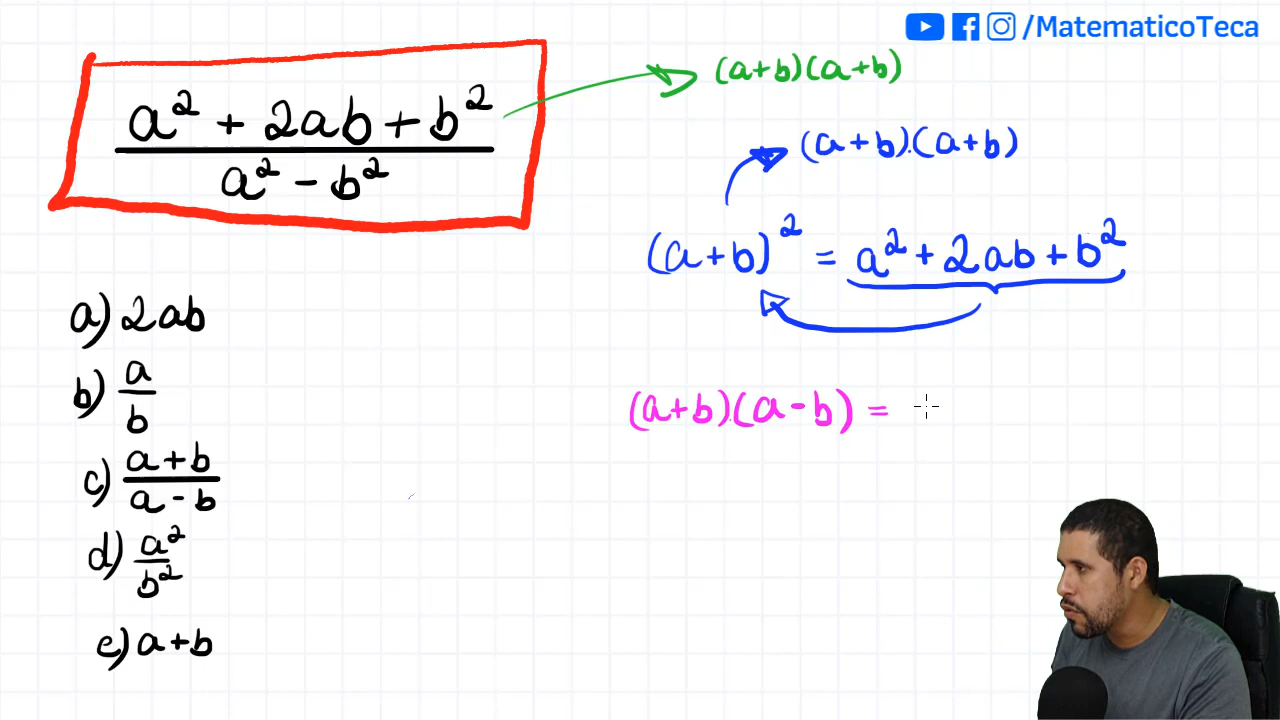 /MatematicoTeca
a² + 2ab + b²
a² - b²
(a+b)(a+b)
(a+b).(a+b)
(a+b)² = a² + 2ab + b²
(a+b).(a-b) =
a) 2ab
b) a
b
c) a+b
a-b
d) a²
b²
e) a+b